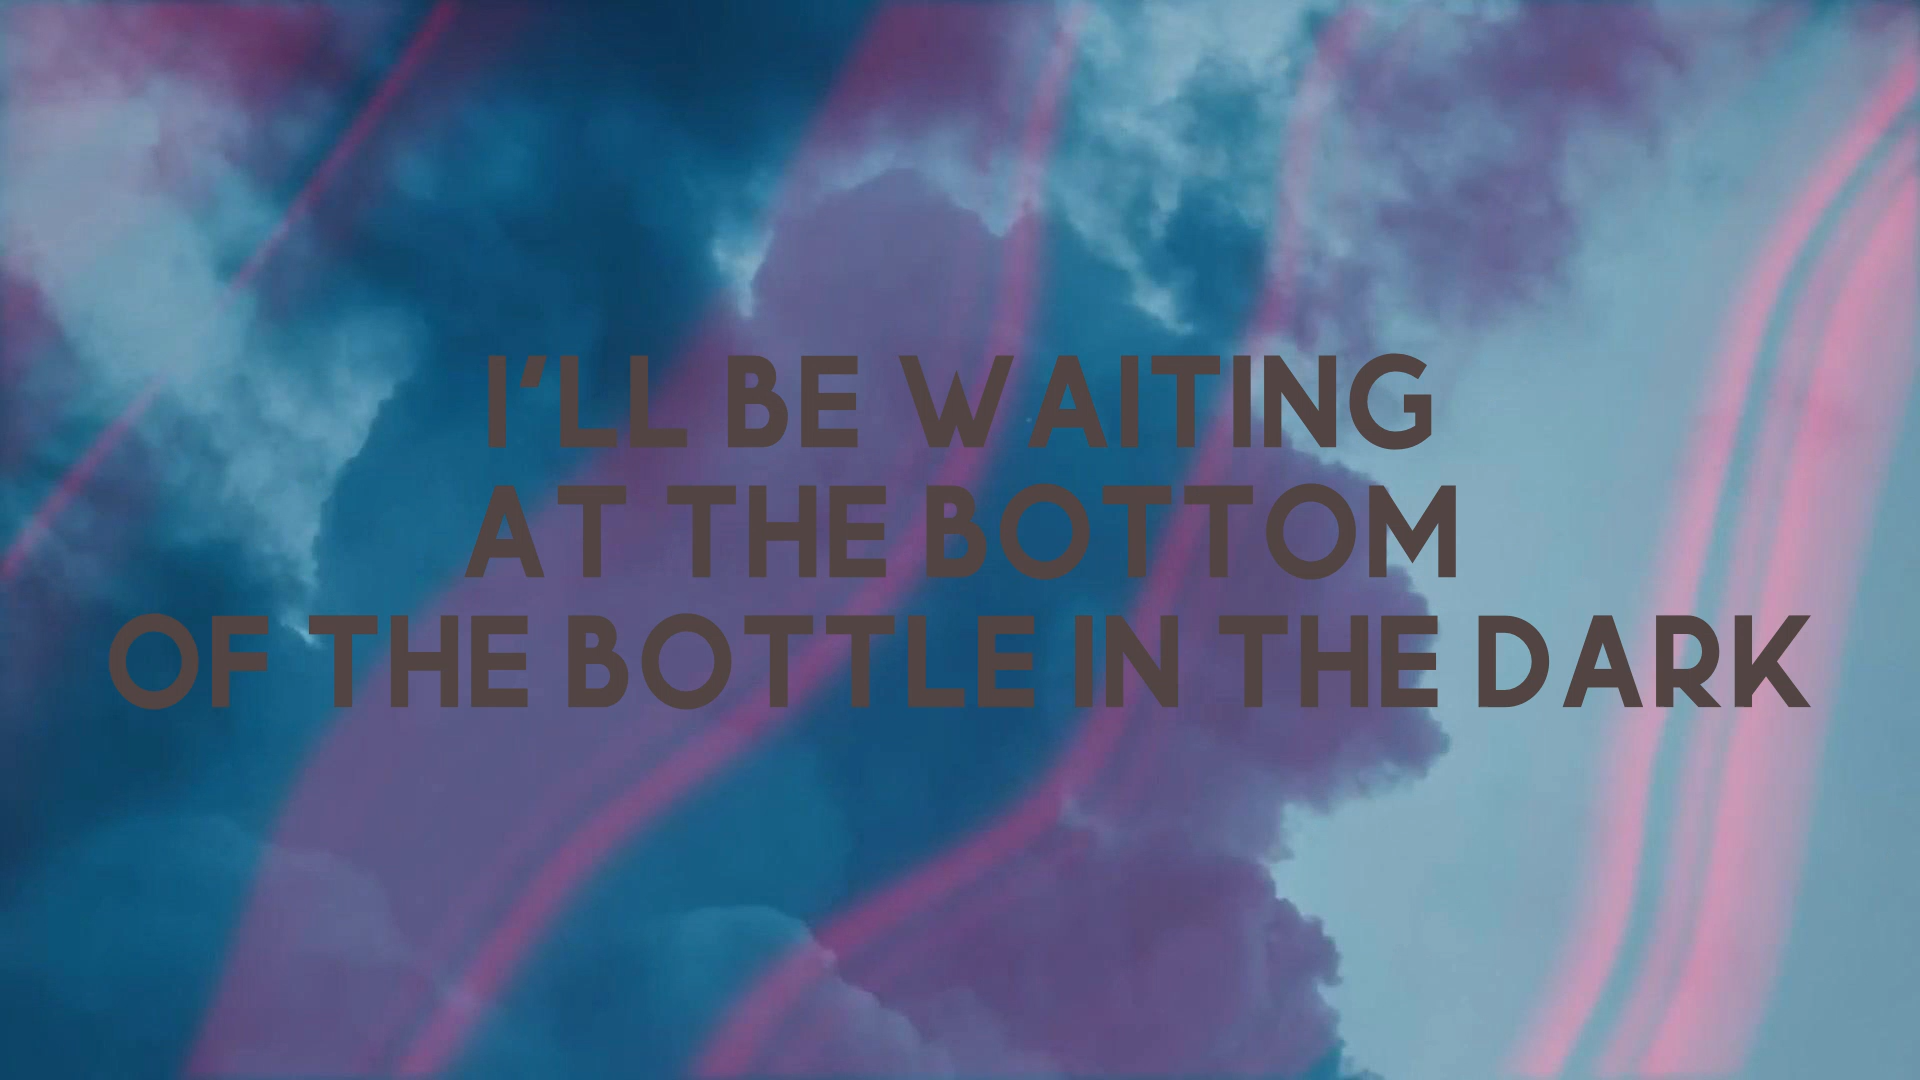 I'LL BE WAITING
AT THE BOTTOM
OF THE BOTTLE IN THE DARK